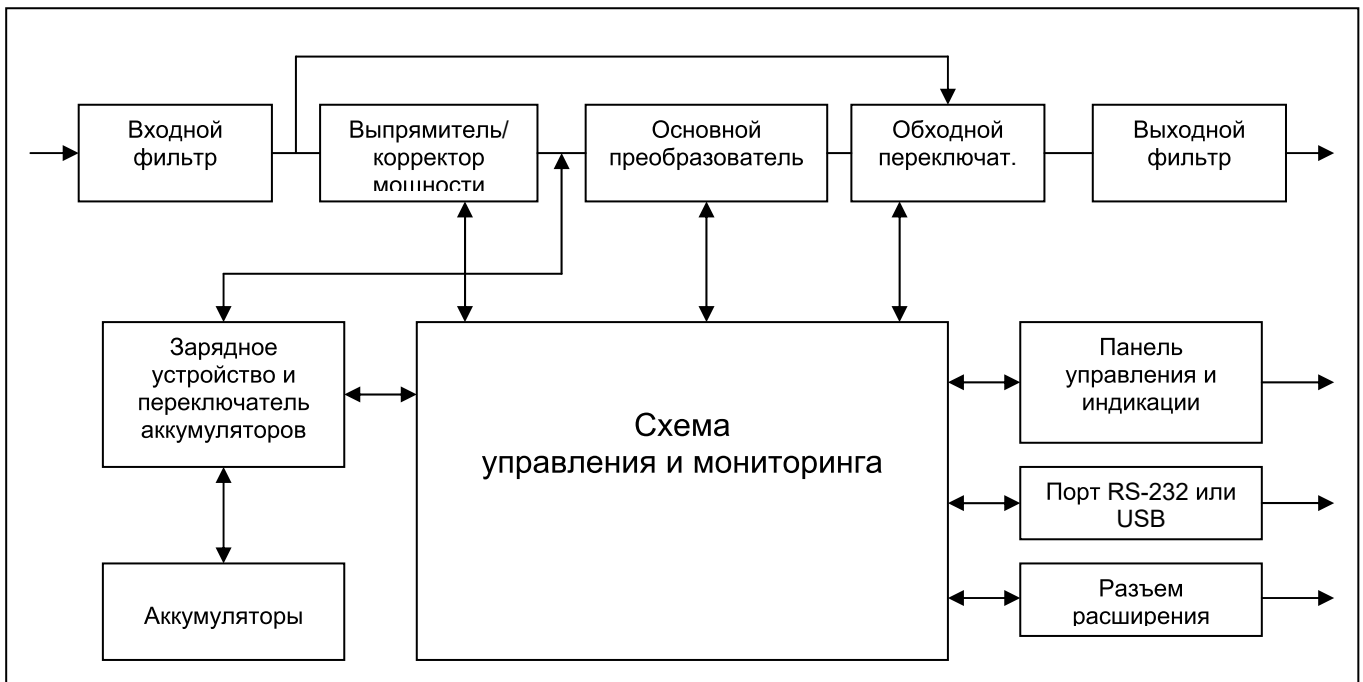 Входной
фильтр
Выпрямитель/
корректор
мощности
Основной
преобразователь
Обходной
переключат.
Выходной
фильтр
Зарядное
устройство и
переключатель
аккумуляторов
Схема
управления и мониторинга
Панель
управления и
индикации
Порт RS-232 или
USB
Разъем
расширения
Аккумуляторы